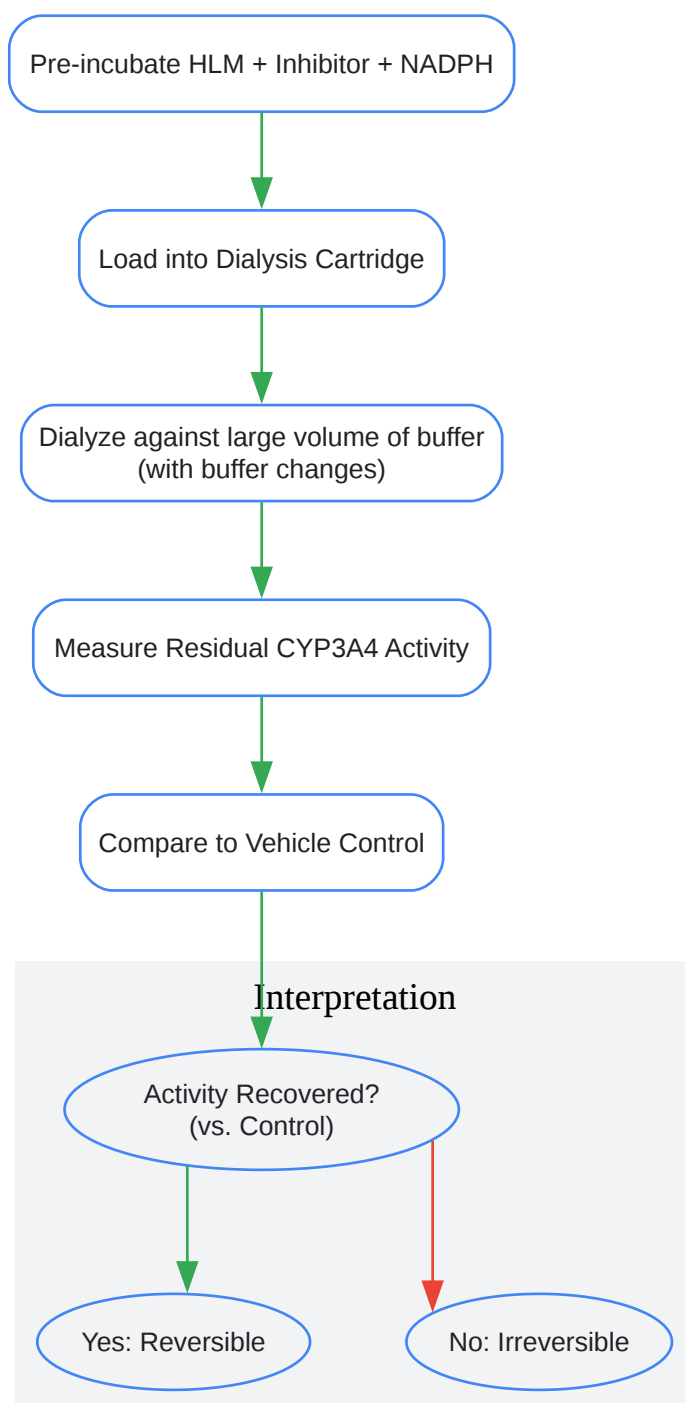 Pre-incubate HLM + Inhibitor + NADPH
Load into Dialysis Cartridge
Dialyze against large volume of buffer
(with buffer changes)
Measure Residual CYP3A4 Activity
Compare to Vehicle Control
Interpretation
Activity Recovered?
(vs. Control)
Yes: Reversible
No: Irreversible